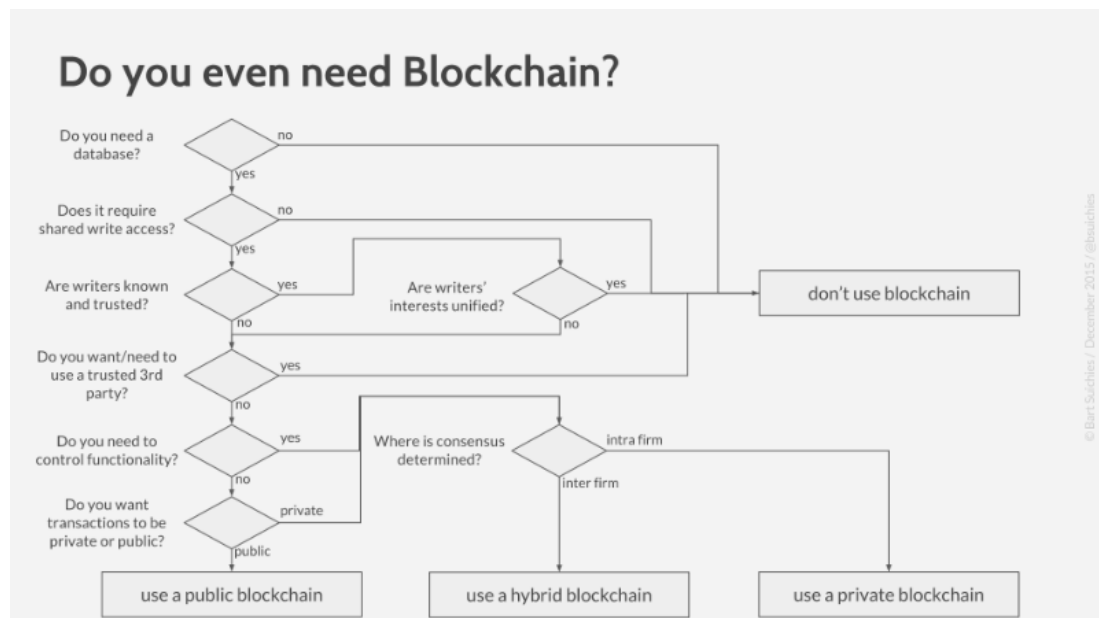 Do you even need Blockchain?
Do you need a
database?
no
yes
Does it require
shared write access?
no
yes
Are writers known
and trusted?
yes
no
Are writers'
interests unified?
yes
no
don't use blockchain
Do you want/need to
use a trusted 3rd
party?
yes
no
Do you need to
control functionality?
yes
no
Where is consensus
determined?
intra firm
inter firm
Do you want
transactions to be
private or public?
private
public
use a public blockchain
use a hybrid blockchain
use a private blockchain
© Bart Suichies / December 2015 / @bsuichies